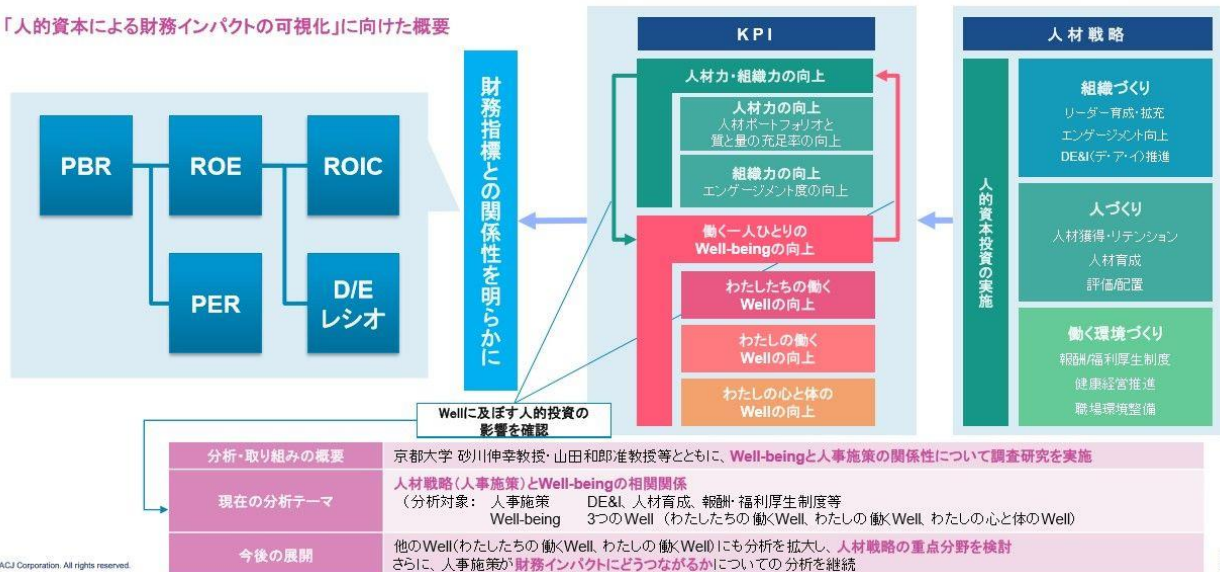 「人的資本による財務インパクトの可視化」に向けた概要
PBR
ROE
ROIC
PER
D/E
レシオ
財務指標との関係性を明らかに
KPI
人材力・組織力の向上
人材力の向上
人材ポートフォリオと
質と量の充足率の向上
組織力の向上
エンゲージメント度の向上
働く一人ひとりの
Well-beingの向上
わたしたちの働く
Wellの向上
わたしの働く
Wellの向上
わたしの心と体の
Wellの向上
Wellに及ぼす人的投資の
影響を確認
人材戦略
人的資本投資の実施
組織づくり
リーダー育成・拡充
エンゲージメント向上
DE&I(デ・ア・イ)推進
人づくり
人材獲得・リテンション
人材育成
評価/配置
働く環境づくり
報酬/福利厚生制度
健康経営推進
職場環境整備
分析・取り組みの概要
京都大学 砂川伸幸教授・山田和郎准教授等とともに、Well-beingと人事施策の関係性について調査研究を実施
現在の分析テーマ
人材戦略(人事施策)とWell-beingの相関関係
（分析対象： 人事施策 DE&I、人材育成、報酬・福利厚生制度等
Well-being 3つのWell（わたしたちの働くWell、わたしの働くWell、わたしの心と体のWell）
今後の展開
他のWell(わたしたちの働くWell、わたしの働くWell)にも分析を拡大し、人材戦略の重点分野を検討
さらに、人事施策が財務インパクトにどうつながるかについての分析を継続
ACJ Corporation. All rights reserved.